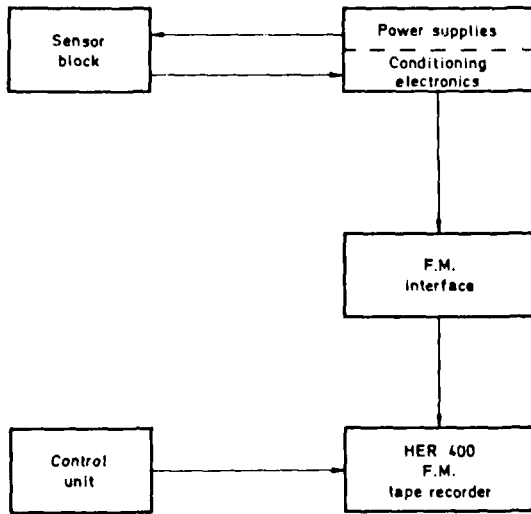 Sensor
block
Power supplies
Conditioning
electronics
F.M.
interface
Control
unit
HER 400
F.M.
tape recorder